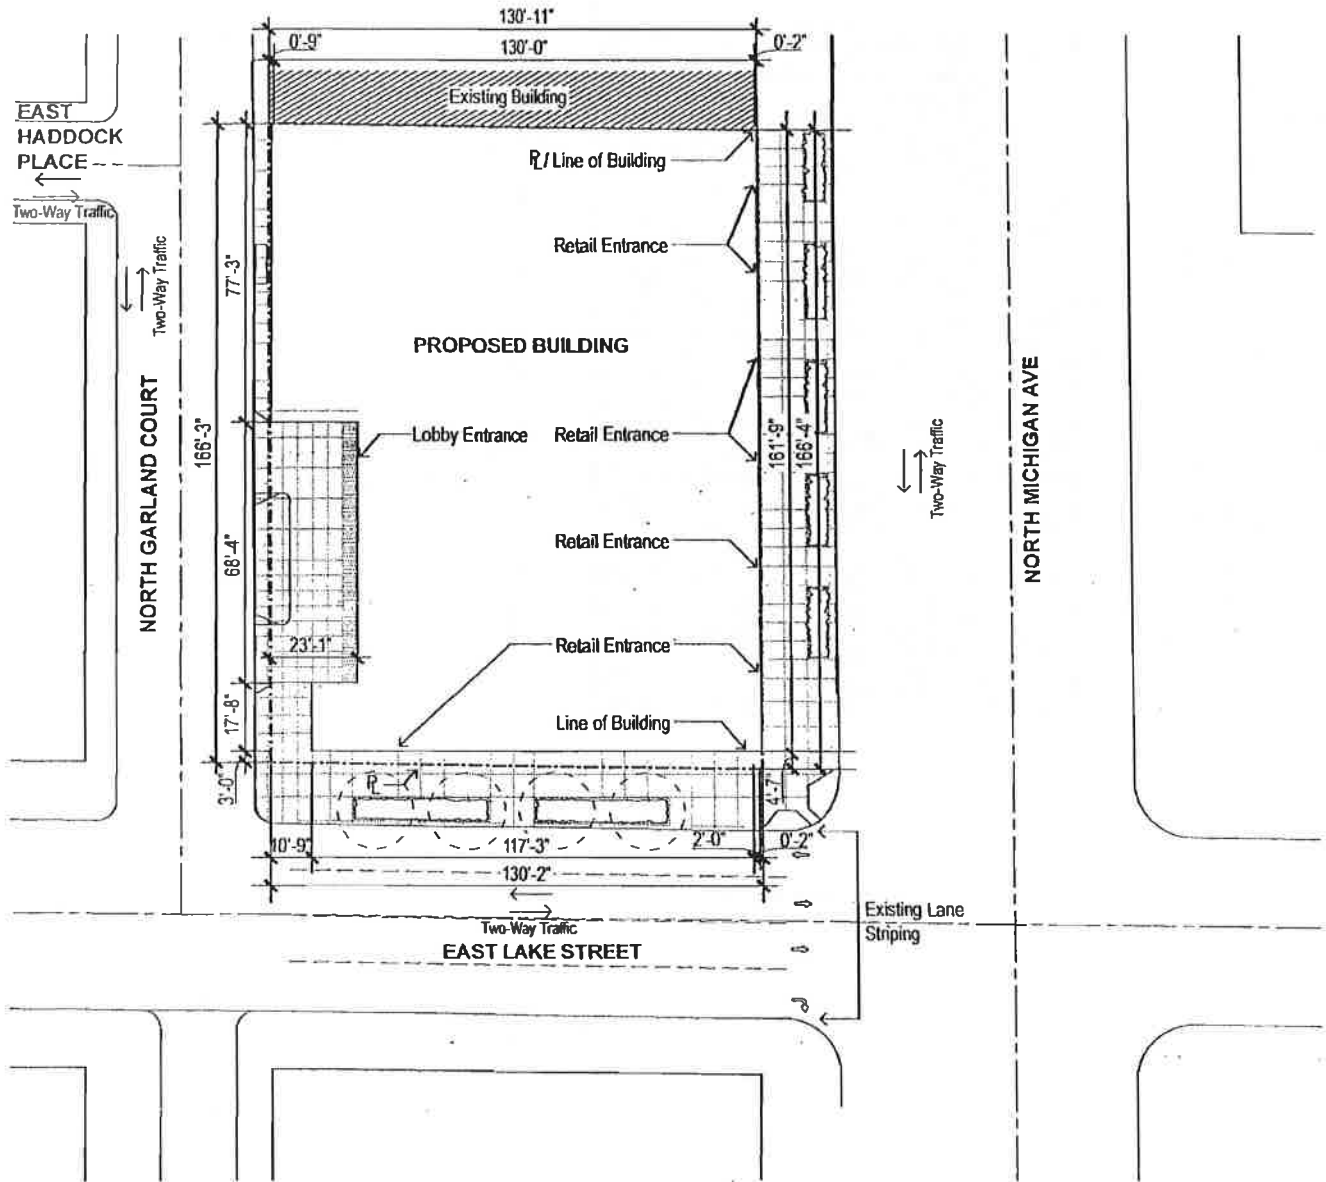 130'-11"
0'-9"
130'-0"
0'-2"
Existing Building
EAST
HADDOCK
PLACE
Two-Way Traffic
℄/ Line of Building
Retail Entrance
77'-3"
Two-Way Traffic
PROPOSED BUILDING
NORTH GARLAND COURT
166'-3"
Lobby Entrance
Retail Entrance
161'-9"
166'-4"
Two-Way Traffic
NORTH MICHIGAN AVE
68'-4"
Retail Entrance
23'-1"
Retail Entrance
17'-8"
Line of Building
3'-0"
PL
4'-7"
10'-9"
117'-3"
2'-0"
0'-2"
130'-2"
Existing Lane
Striping
Two-Way Traffic
EAST LAKE STREET